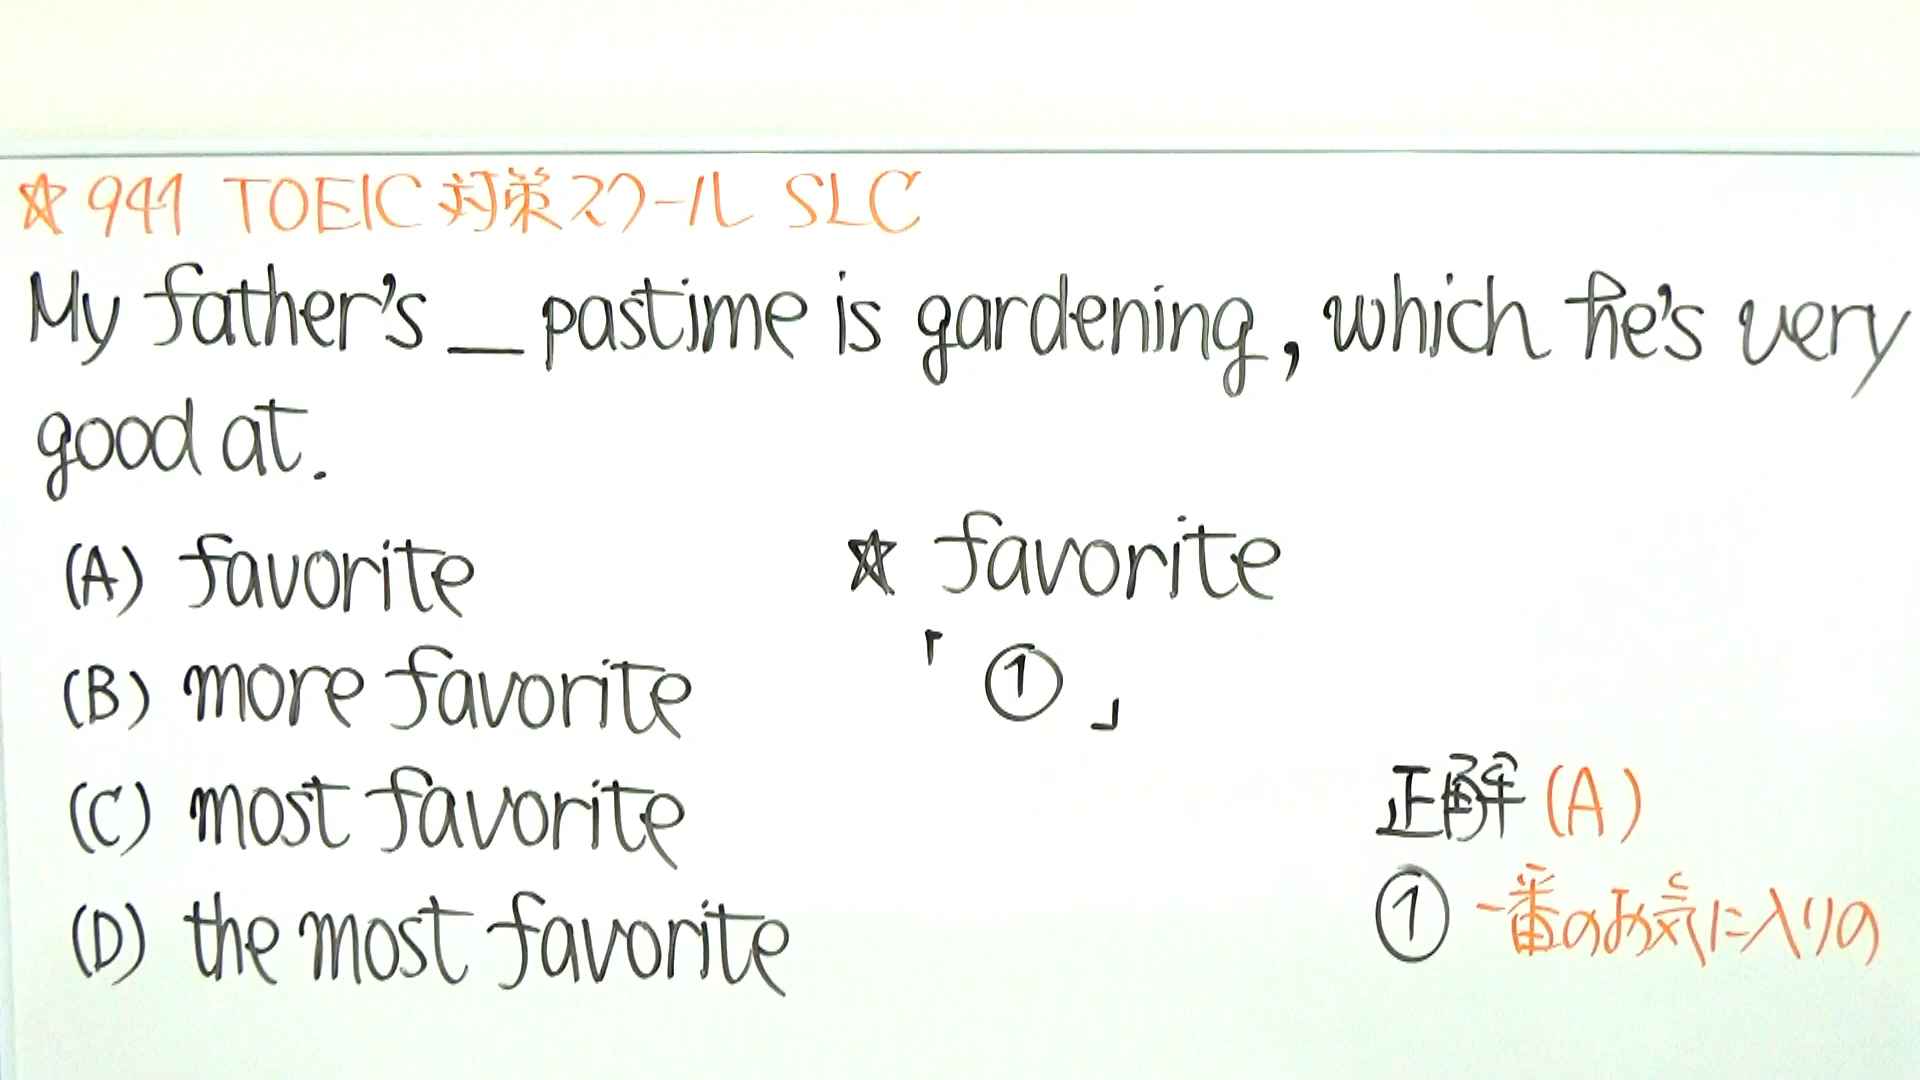 ☆941 TOEIC対策スクール SLC
My father's __ pastime is gardening, which he's very
good at.
(A) favorite
(B) more favorite
(C) most favorite
(D) the most favorite
☆ favorite
「 ① 」
正解 (A)
① 一番のお気に入りの